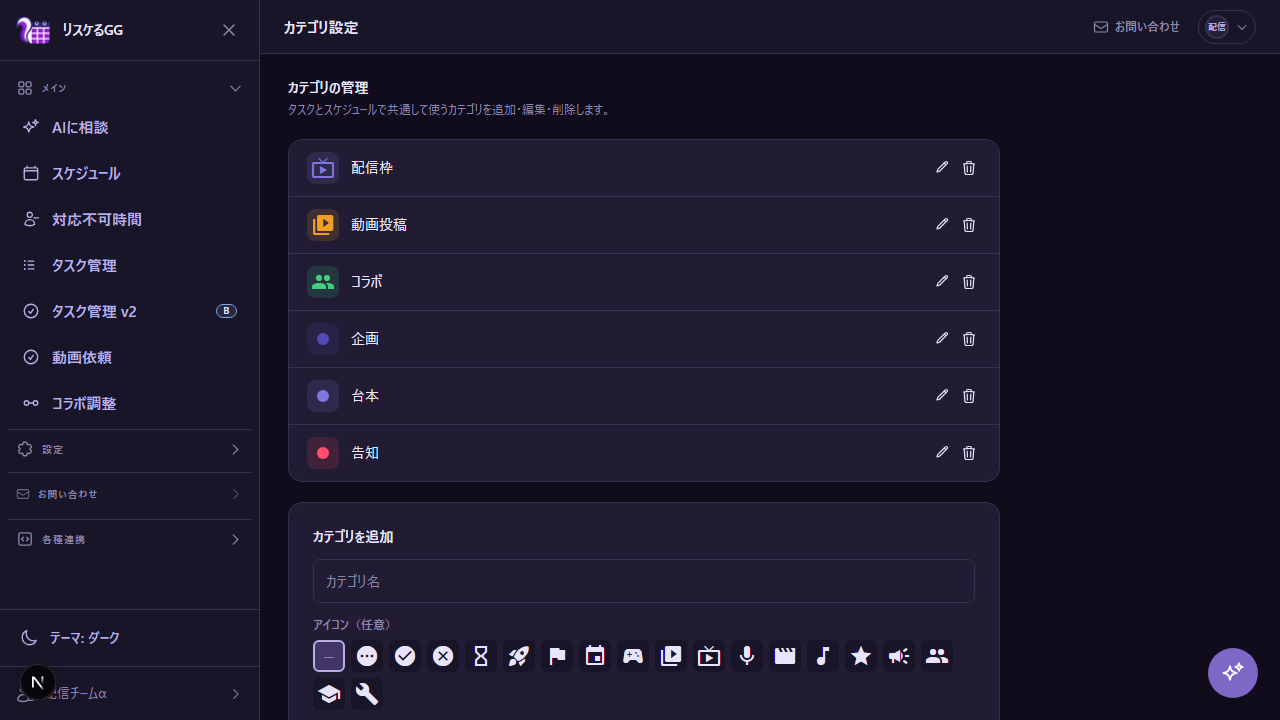 リスケるGG
メイン
AIに相談
スケジュール
対応不可時間
タスク管理
タスク管理 v2
B
動画依頼
コラボ調整
設定
お問い合わせ
各種連携
テーマ: ダーク
N
配信チームα
カテゴリ設定
お問い合わせ
配信
カテゴリの管理
タスクとスケジュールで共通して使うカテゴリを追加・編集・削除します。
配信枠
動画投稿
コラボ
企画
台本
告知
カテゴリを追加
カテゴリ名
アイコン（任意）
—